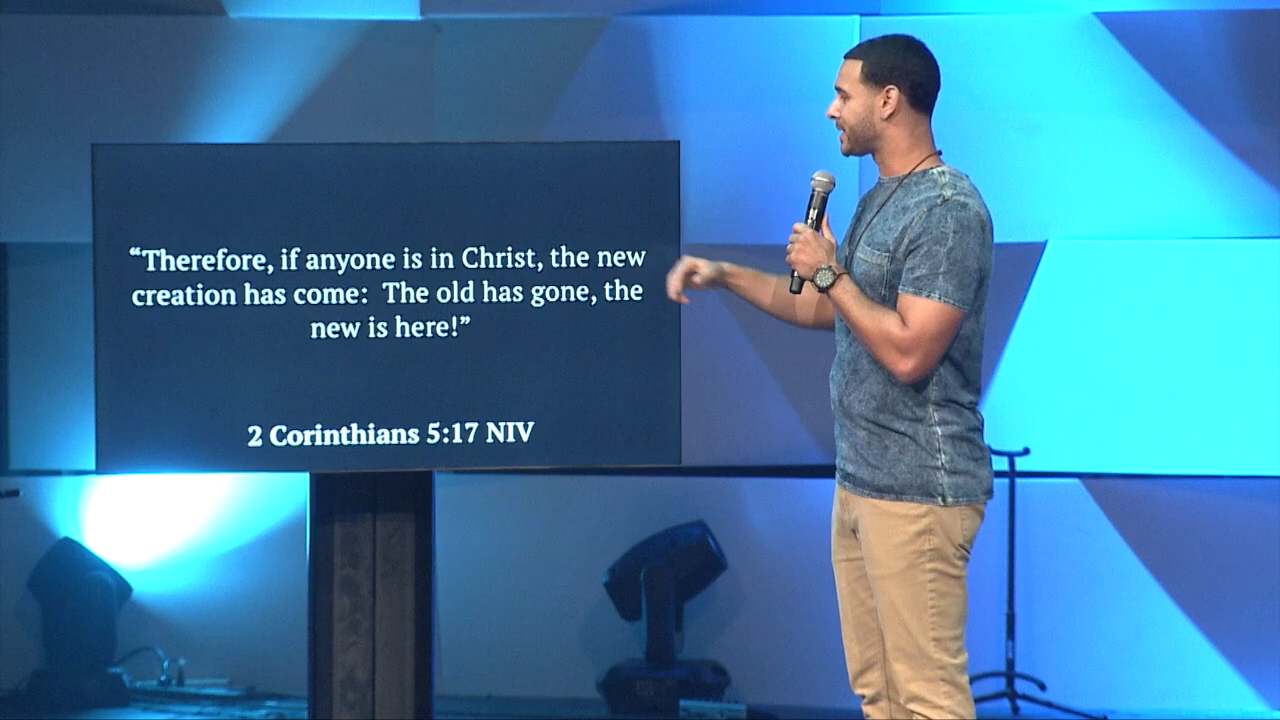 “Therefore, if anyone is in Christ, the new
creation has come:  The old has gone, the
new is here!”
2 Corinthians 5:17 NIV